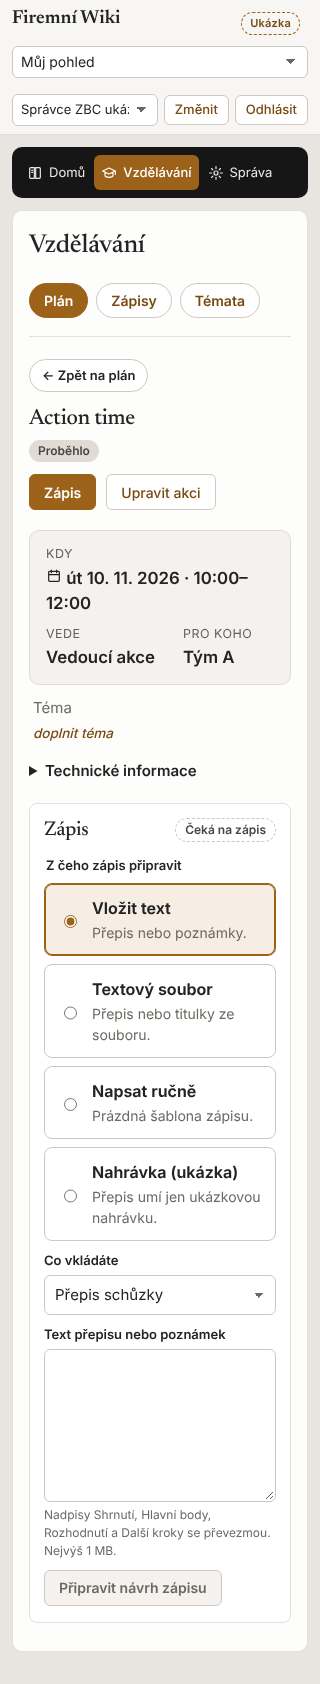 Firemní Wiki
Ukázka
Můj pohled
Správce ZBC uká:
Změnit
Odhlásit
Domů
Vzdělávání
Správa
Vzdělávání
Plán
Zápisy
Témata
← Zpět na plán
Action time
Proběhlo
Zápis
Upravit akci
KDY
út 10. 11. 2026 · 10:00–
12:00
VEDE
PRO KOHO
Vedoucí akce
Tým A
Téma
doplnit téma
Technické informace
Zápis
Čeká na zápis
Z čeho zápis připravit
Vložit text
Přepis nebo poznámky.
Textový soubor
Přepis nebo titulky ze
souboru.
Napsat ručně
Prázdná šablona zápisu.
Nahrávka (ukázka)
Přepis umí jen ukázkovou
nahrávku.
Co vkládáte
Přepis schůzky
Text přepisu nebo poznámek
Nadpisy Shrnutí, Hlavní body,
Rozhodnutí a Další kroky se převezmou.
Nejvýš 1 MB.
Připravit návrh zápisu